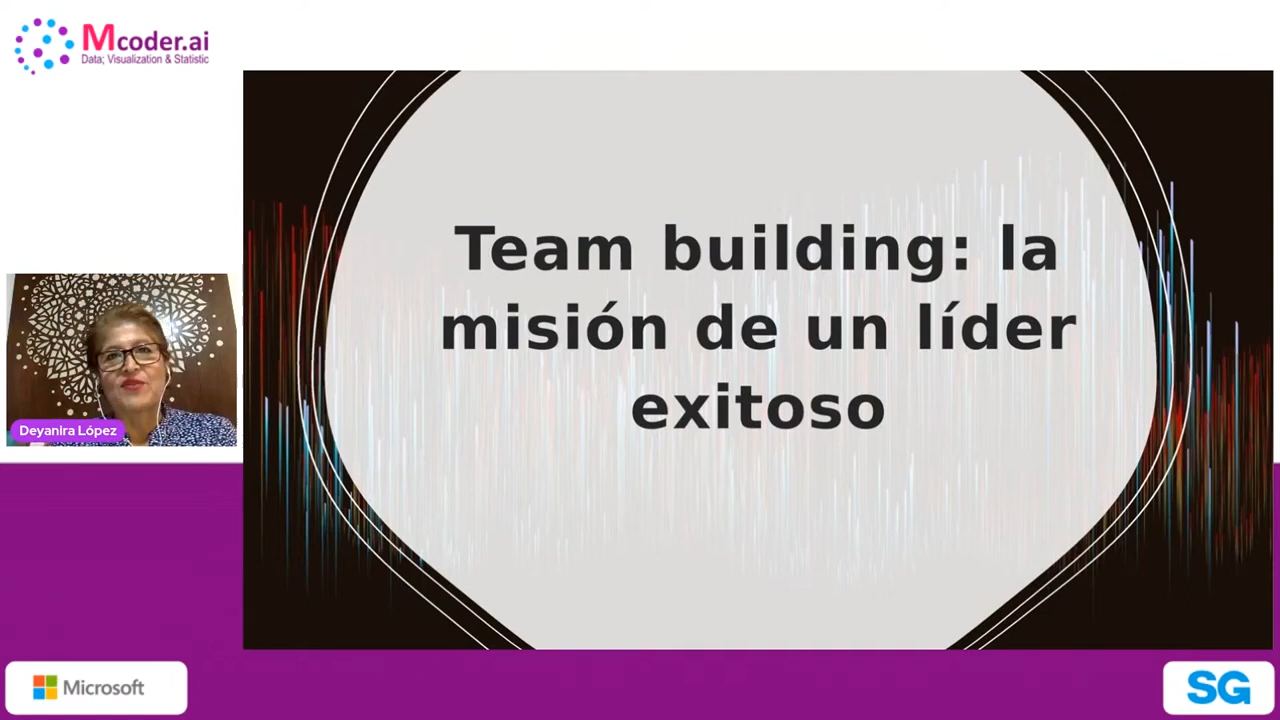 Mcoder.ai
Data; Visualization & Statistic
Team building: la
misión de un líder
exitoso
Deyanira López
Microsoft
SG